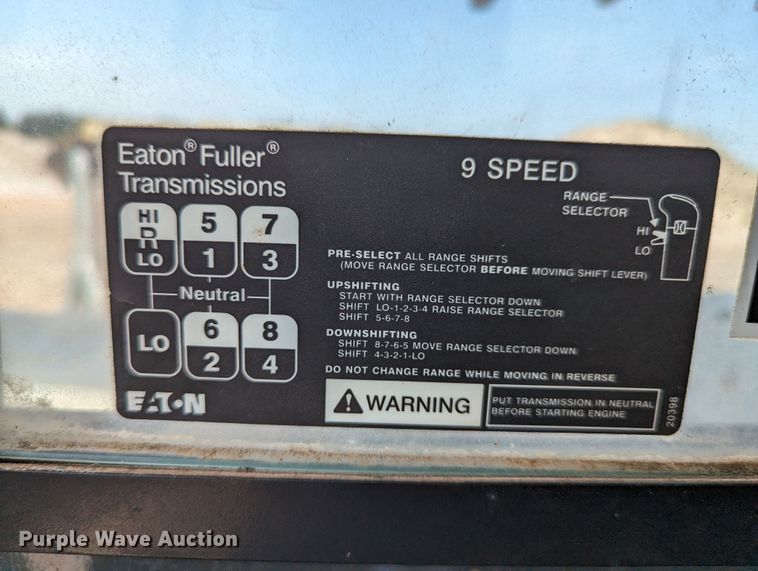 Eaton® Fuller®
Transmissions
9 SPEED
RANGE
SELECTOR
HI
LO
HI
R
LO
5
1
7
3
Neutral
LO
6
2
8
4
PRE-SELECT ALL RANGE SHIFTS
(MOVE RANGE SELECTOR BEFORE MOVING SHIFT LEVER)
UPSHIFTING
START WITH RANGE SELECTOR DOWN
SHIFT LO-1-2-3-4 RAISE RANGE SELECTOR
SHIFT 5-6-7-8
DOWNSHIFTING
SHIFT 8-7-6-5 MOVE RANGE SELECTOR DOWN
SHIFT 4-3-2-1-LO
DO NOT CHANGE RANGE WHILE MOVING IN REVERSE
EATON
WARNING
PUT TRANSMISSION IN NEUTRAL
BEFORE STARTING ENGINE
20398
Purple Wave Auction